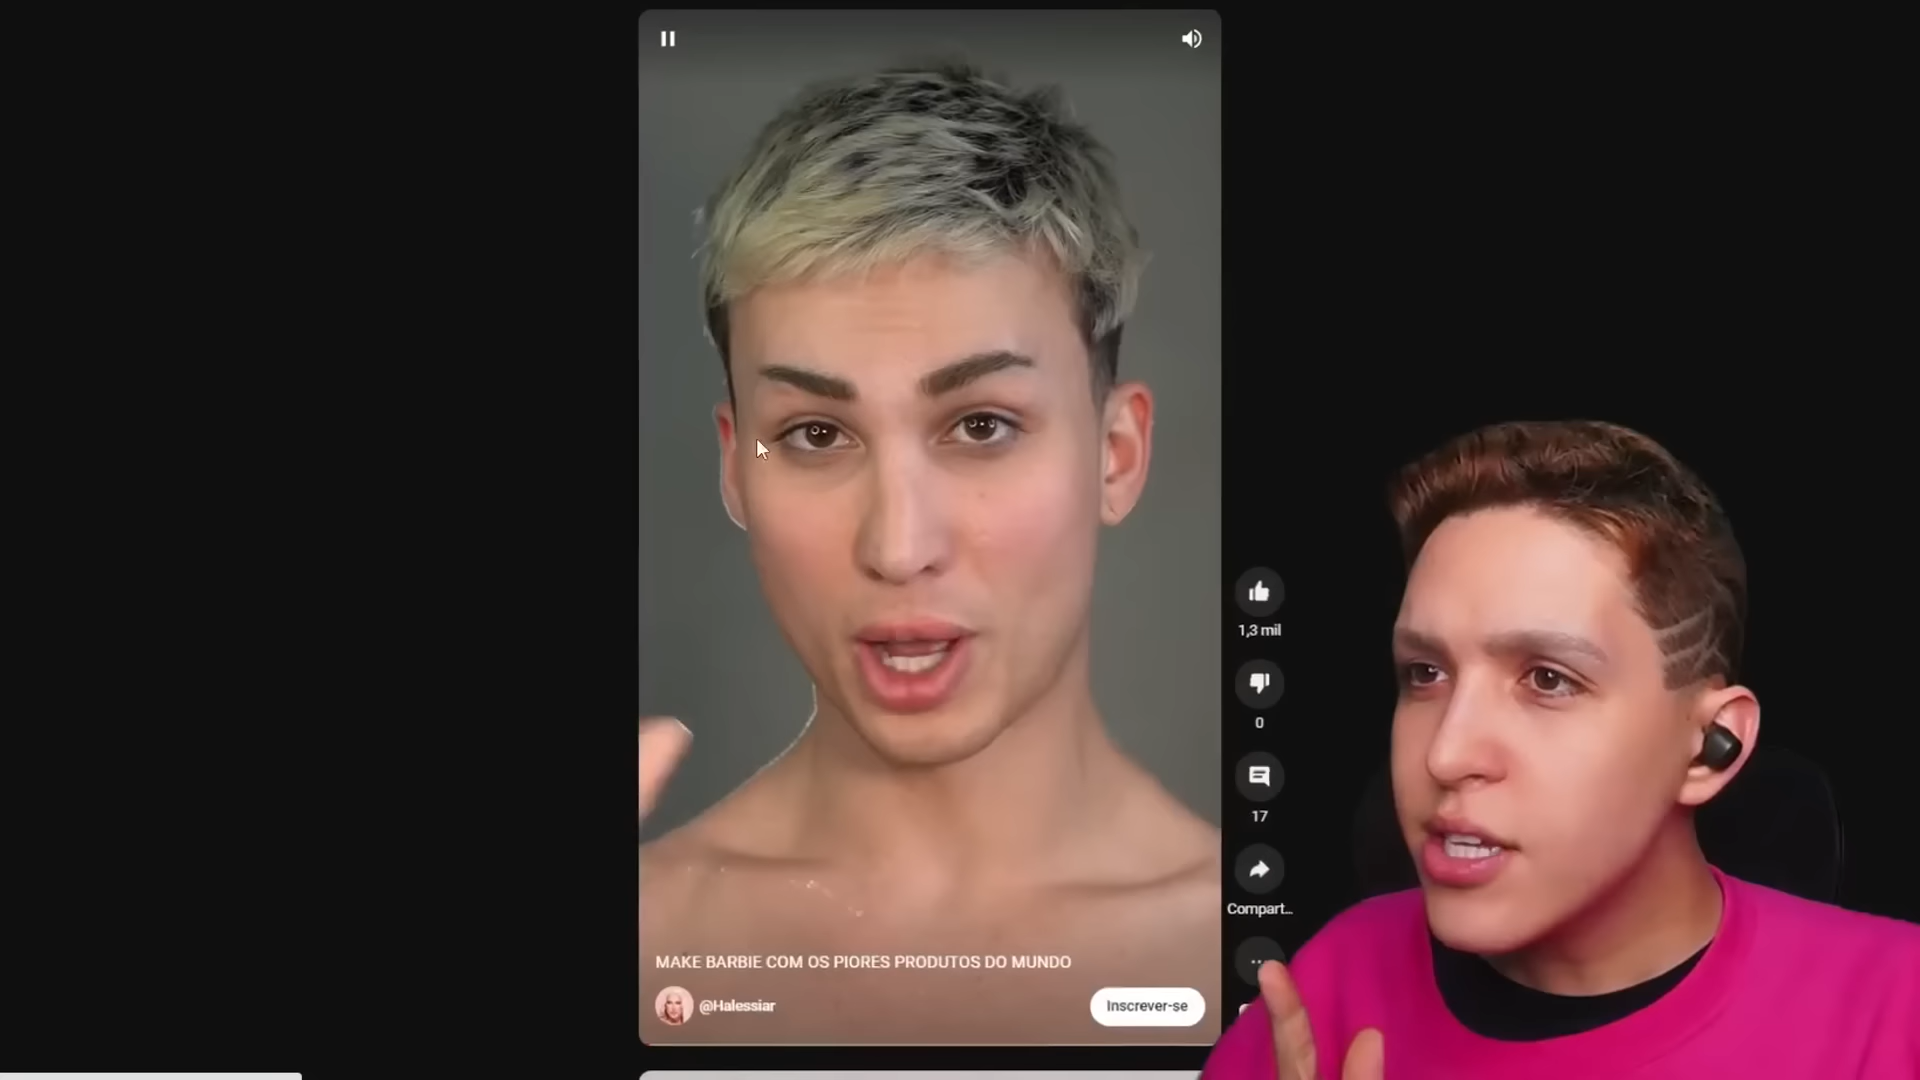 1,3 mil
0
17
Compart...
MAKE BARBIE COM OS PIORES PRODUTOS DO MUNDO
@Halessiar
Inscrever-se